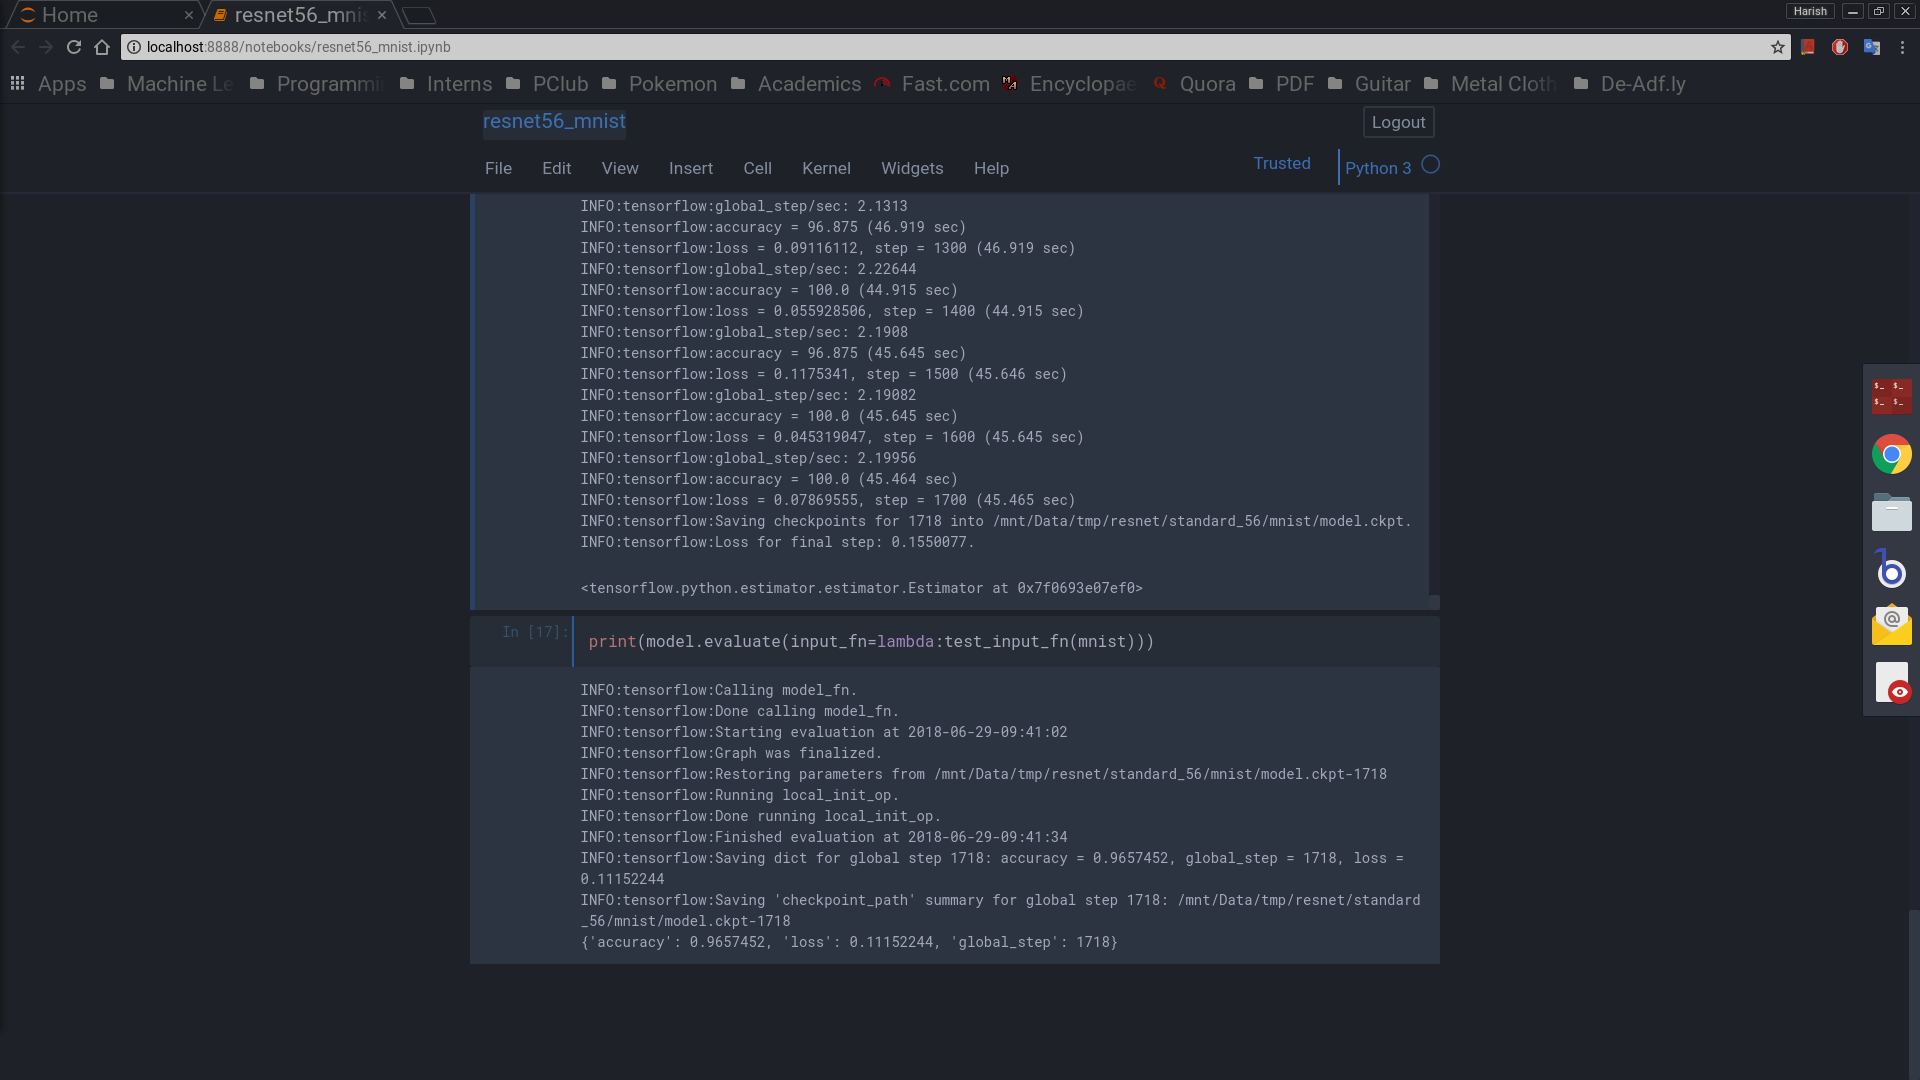 Home
resnet56_mni
Harish
localhost:8888/notebooks/resnet56_mnist.ipynb
Apps Machine Le Programmi Interns PClub Pokemon Academics Fast.com Encyclopae Quora PDF Guitar Metal Cloth De-Adf.ly
resnet56_mnist
Logout
File Edit View Insert Cell Kernel Widgets Help Trusted Python 3
INFO:tensorflow:global_step/sec: 2.1313
INFO:tensorflow:accuracy = 96.875 (46.919 sec)
INFO:tensorflow:loss = 0.09116112, step = 1300 (46.919 sec)
INFO:tensorflow:global_step/sec: 2.22644
INFO:tensorflow:accuracy = 100.0 (44.915 sec)
INFO:tensorflow:loss = 0.055928506, step = 1400 (44.915 sec)
INFO:tensorflow:global_step/sec: 2.1908
INFO:tensorflow:accuracy = 96.875 (45.645 sec)
INFO:tensorflow:loss = 0.1175341, step = 1500 (45.646 sec)
INFO:tensorflow:global_step/sec: 2.19082
INFO:tensorflow:accuracy = 100.0 (45.645 sec)
INFO:tensorflow:loss = 0.045319047, step = 1600 (45.645 sec)
INFO:tensorflow:global_step/sec: 2.19956
INFO:tensorflow:accuracy = 100.0 (45.464 sec)
INFO:tensorflow:loss = 0.07869555, step = 1700 (45.465 sec)
INFO:tensorflow:Saving checkpoints for 1718 into /mnt/Data/tmp/resnet/standard_56/mnist/model.ckpt.
INFO:tensorflow:Loss for final step: 0.1550077.
<tensorflow.python.estimator.estimator.Estimator at 0x7f0693e07ef0>
In [17]: print(model.evaluate(input_fn=lambda:test_input_fn(mnist)))
INFO:tensorflow:Calling model_fn.
INFO:tensorflow:Done calling model_fn.
INFO:tensorflow:Starting evaluation at 2018-06-29-09:41:02
INFO:tensorflow:Graph was finalized.
INFO:tensorflow:Restoring parameters from /mnt/Data/tmp/resnet/standard_56/mnist/model.ckpt-1718
INFO:tensorflow:Running local_init_op.
INFO:tensorflow:Done running local_init_op.
INFO:tensorflow:Finished evaluation at 2018-06-29-09:41:34
INFO:tensorflow:Saving dict for global step 1718: accuracy = 0.9657452, global_step = 1718, loss =
0.11152244
INFO:tensorflow:Saving 'checkpoint_path' summary for global step 1718: /mnt/Data/tmp/resnet/standard
_56/mnist/model.ckpt-1718
{'accuracy': 0.9657452, 'loss': 0.11152244, 'global_step': 1718}